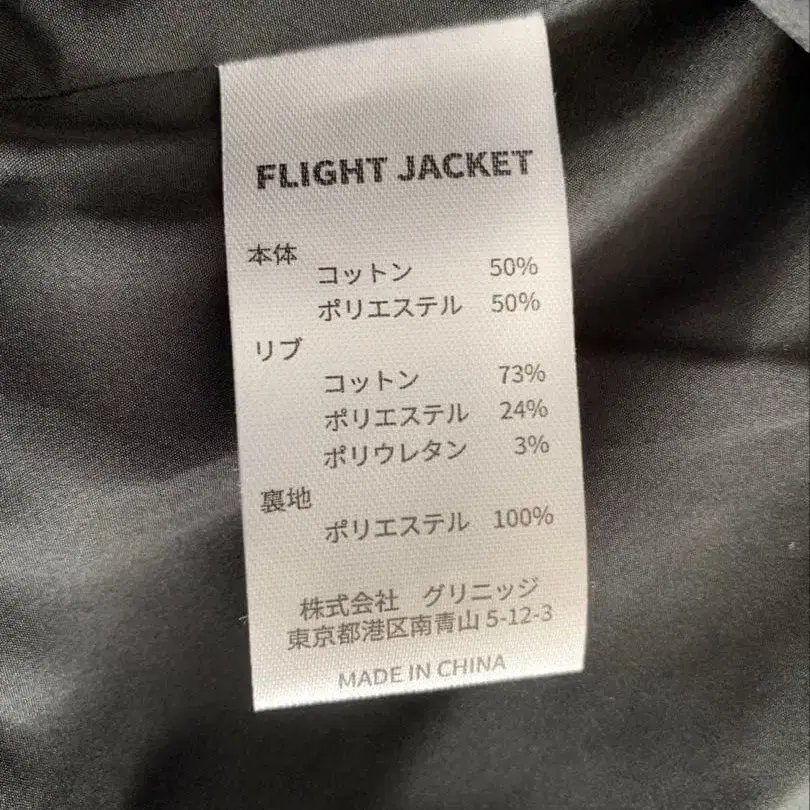 FLIGHT JACKET
本体
コットン 50%
ポリエステル 50%
リブ
コットン 73%
ポリエステル 24%
ポリウレタン 3%
裏地
ポリエステル 100%
株式会社 グリニッジ
東京都港区南青山 5-12-3
MADE IN CHINA